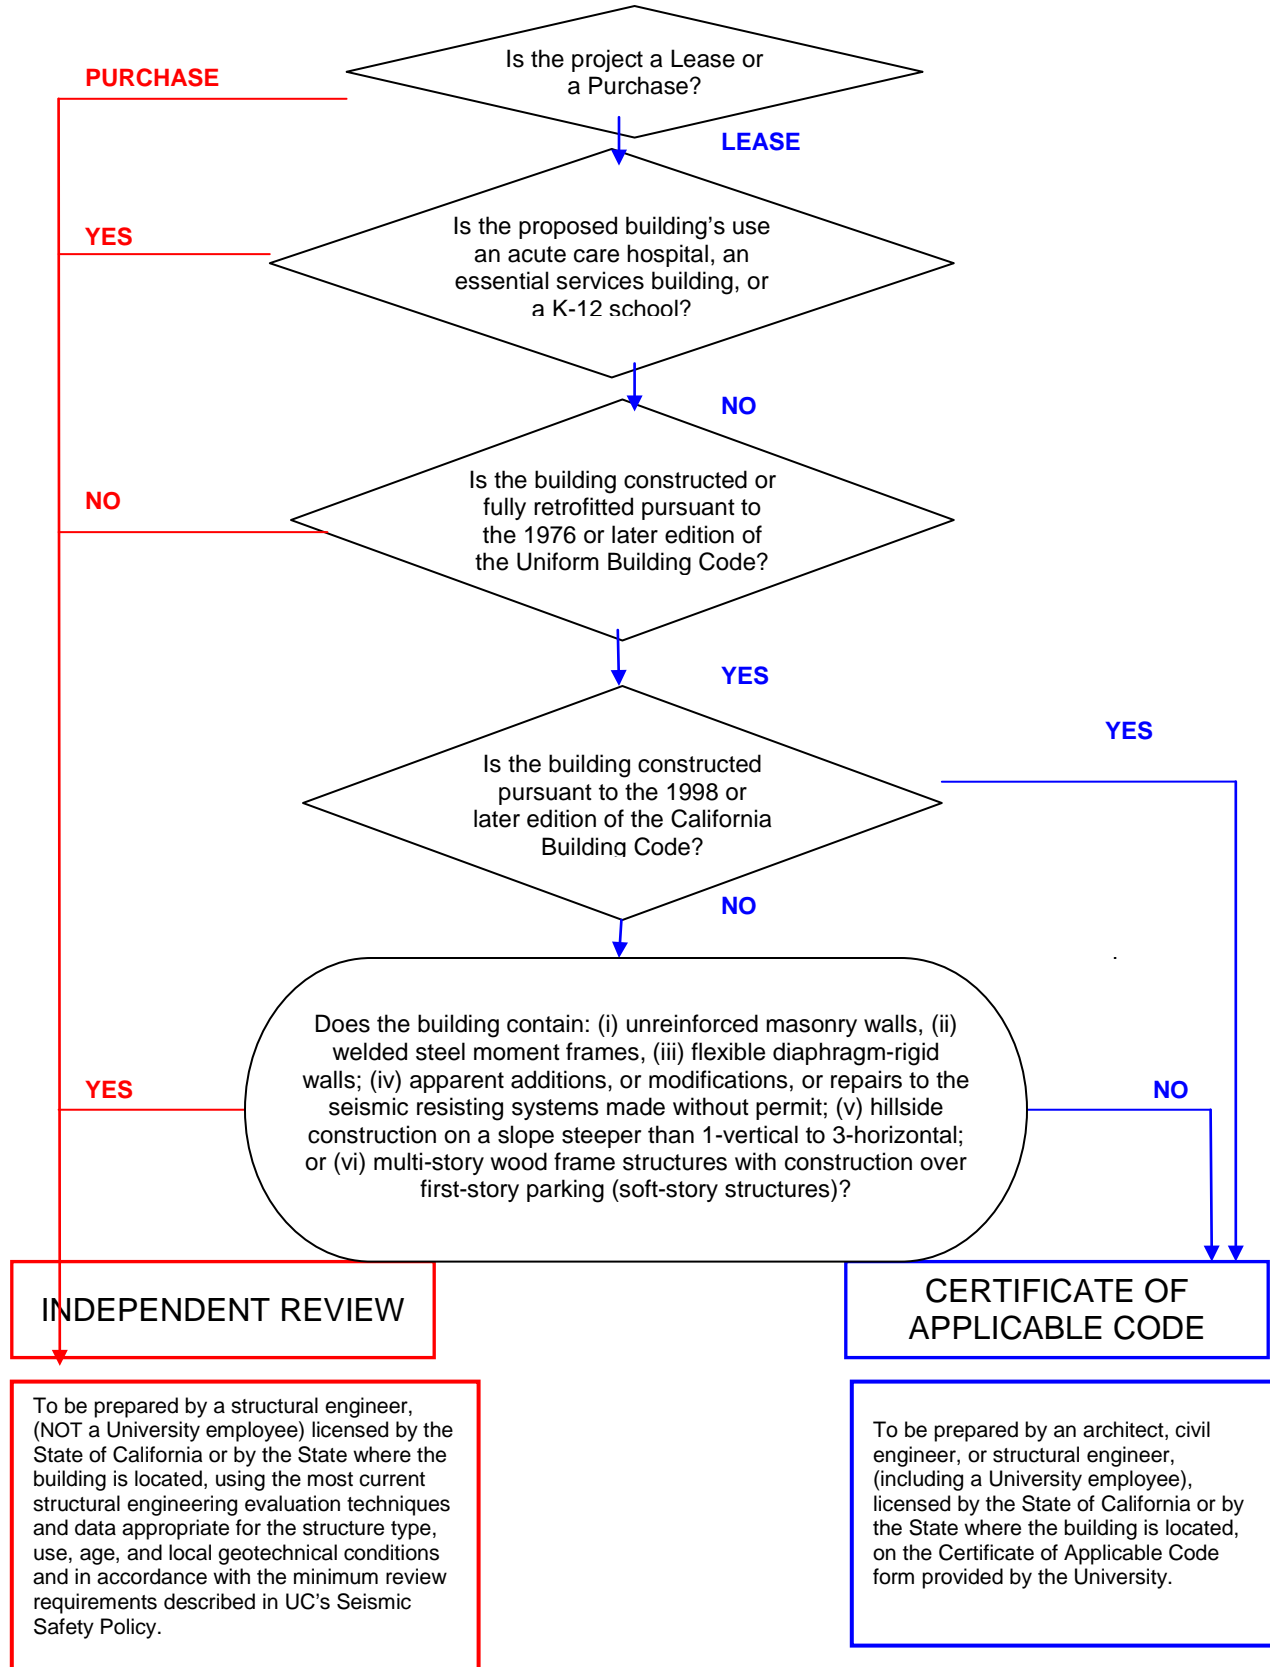 Is the project a Lease or
a Purchase?
PURCHASE
LEASE
Is the proposed building’s use
an acute care hospital, an
essential services building, or
a K-12 school?
YES
NO
Is the building constructed or
fully retrofitted pursuant to
the 1976 or later edition of
the Uniform Building Code?
NO
YES
YES
Is the building constructed
pursuant to the 1998 or
later edition of the California
Building Code?
NO
Does the building contain: (i) unreinforced masonry walls, (ii)
welded steel moment frames, (iii) flexible diaphragm-rigid
walls; (iv) apparent additions, or modifications, or repairs to the
seismic resisting systems made without permit; (v) hillside
construction on a slope steeper than 1-vertical to 3-horizontal;
or (vi) multi-story wood frame structures with construction over
first-story parking (soft-story structures)?
YES
NO
INDEPENDENT REVIEW
CERTIFICATE OF
APPLICABLE CODE
To be prepared by a structural engineer,
(NOT a University employee) licensed by the
State of California or by the State where the
building is located, using the most current
structural engineering evaluation techniques
and data appropriate for the structure type,
use, age, and local geotechnical conditions
and in accordance with the minimum review
requirements described in UC’s Seismic
Safety Policy.
To be prepared by an architect, civil
engineer, or structural engineer,
(including a University employee),
licensed by the State of California or by
the State where the building is located,
on the Certificate of Applicable Code
form provided by the University.